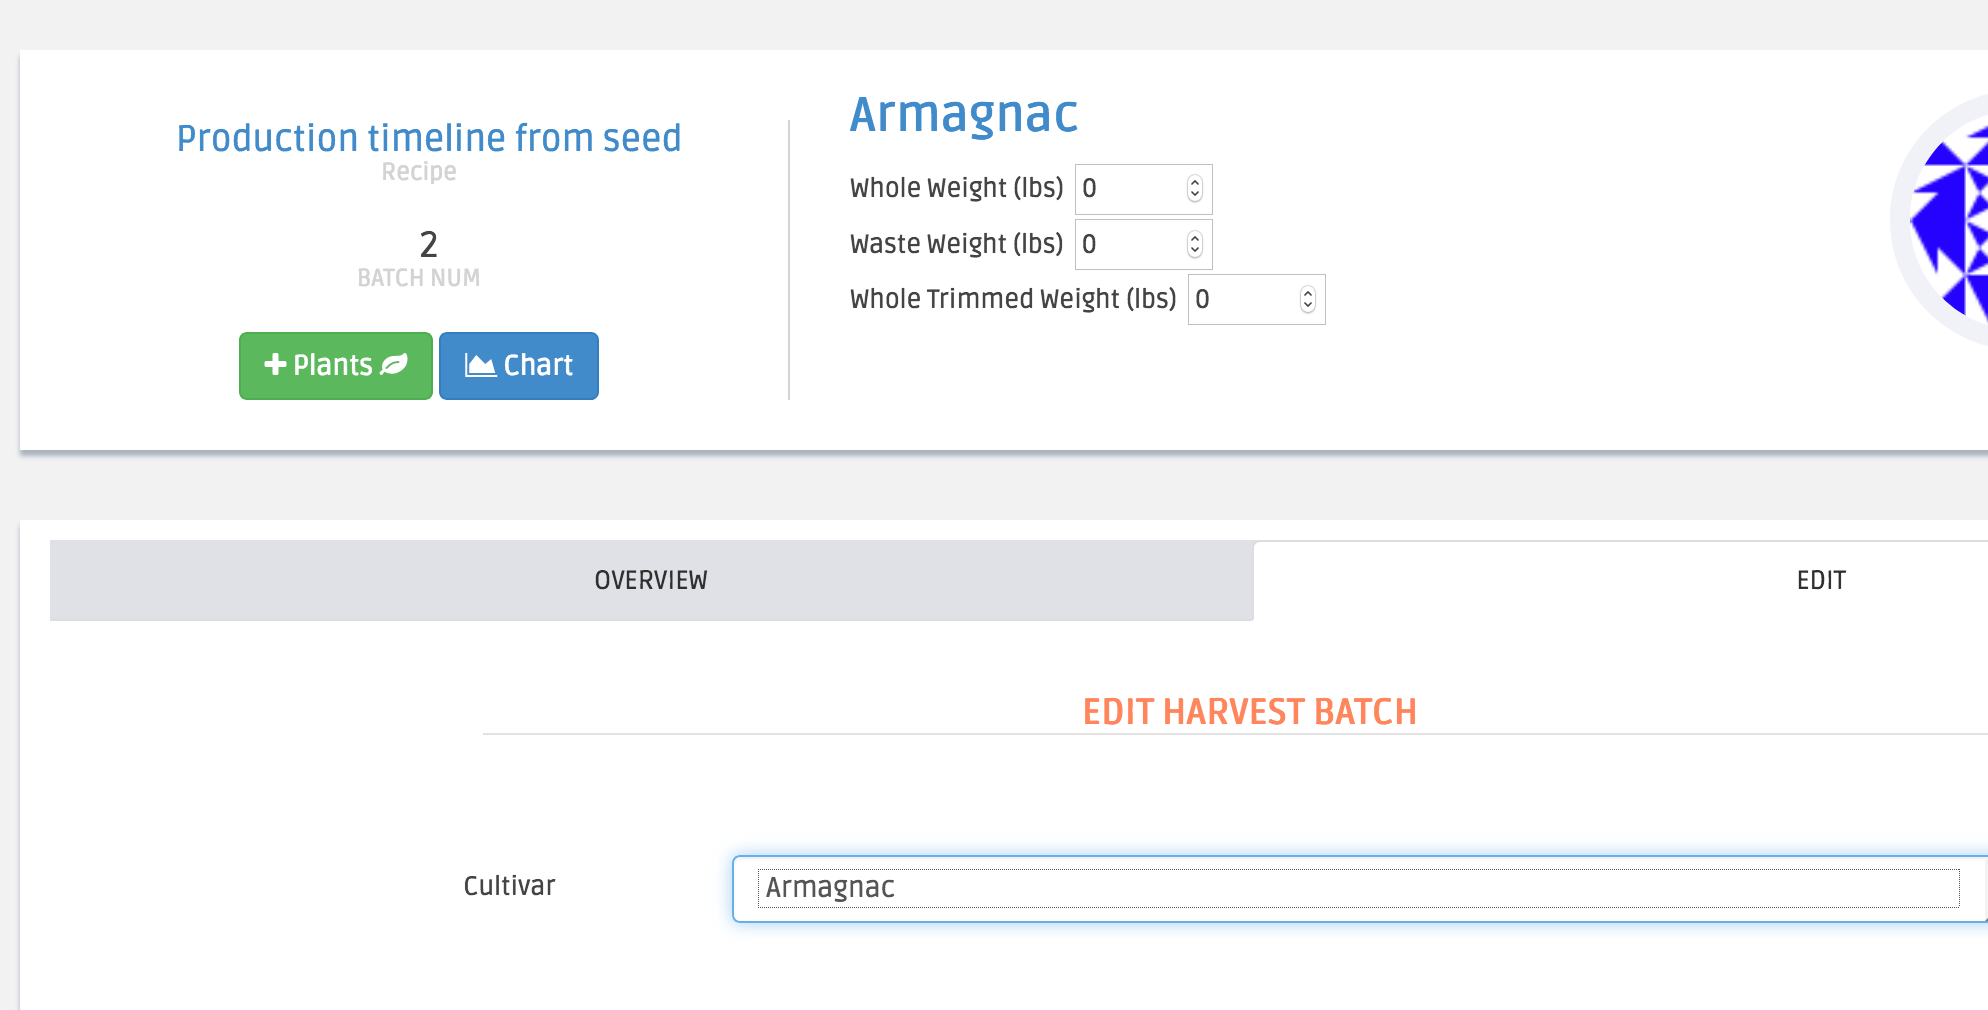 Production timeline from seed
Recipe
2
BATCH NUM
Plants
Chart
Armagnac
Whole Weight (lbs) 0
Waste Weight (lbs) 0
Whole Trimmed Weight (lbs) 0
OVERVIEW
EDIT
EDIT HARVEST BATCH
Cultivar
Armagnac